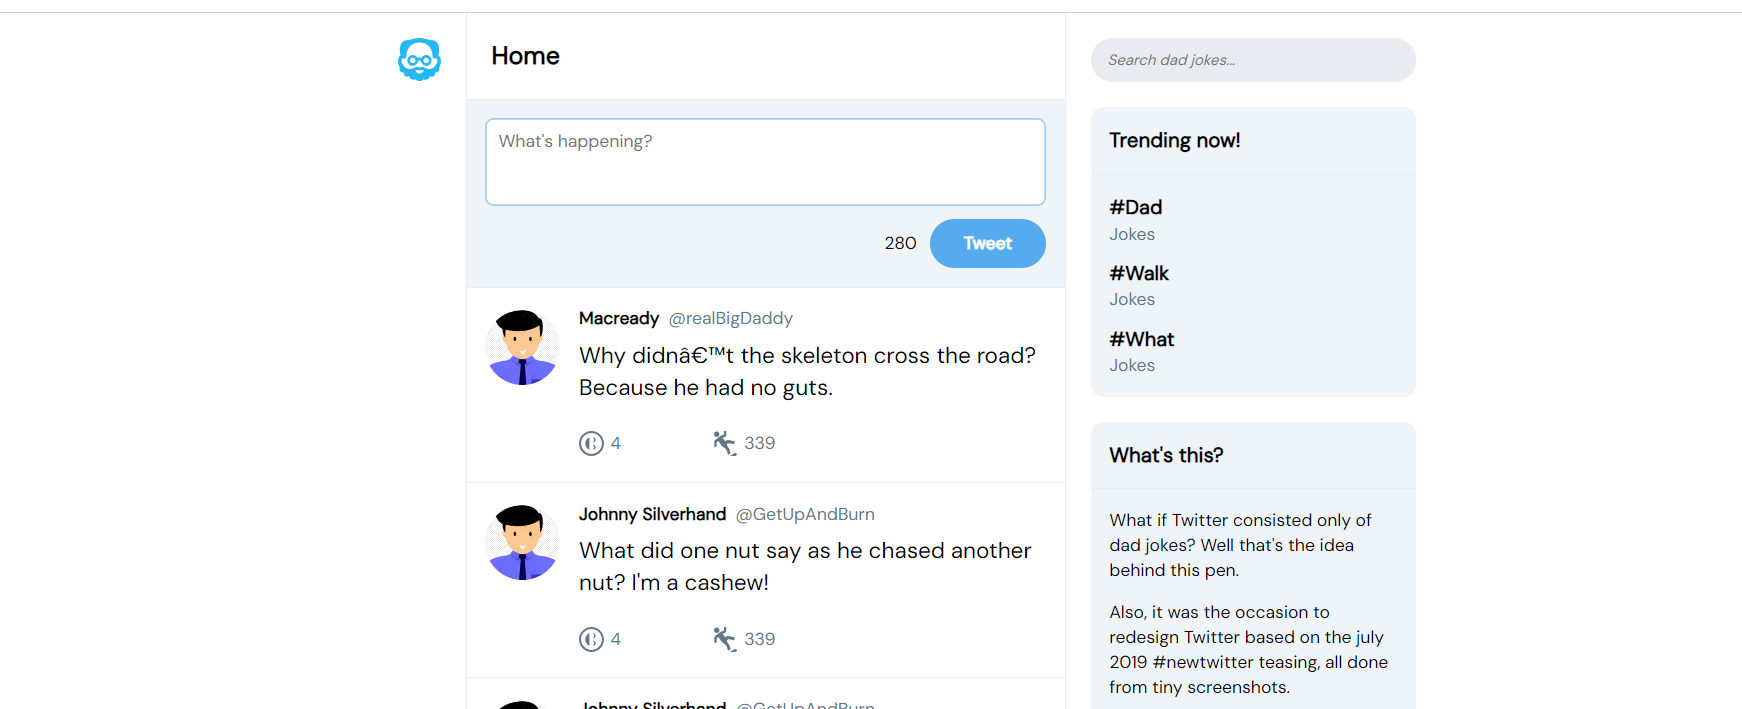 Home
What's happening?
280 Tweet
Macready @realBigDaddy
Why didnâ€™t the skeleton cross the road?
Because he had no guts.
4 339
Johnny Silverhand @GetUpAndBurn
What did one nut say as he chased another
nut? I'm a cashew!
4 339
Johnny Silverhand @GetUpAndBurn
Search dad jokes...
Trending now!
#Dad
Jokes
#Walk
Jokes
#What
Jokes
What's this?
What if Twitter consisted only of
dad jokes? Well that's the idea
behind this pen.
Also, it was the occasion to
redesign Twitter based on the july
2019 #newtwitter teasing, all done
from tiny screenshots.